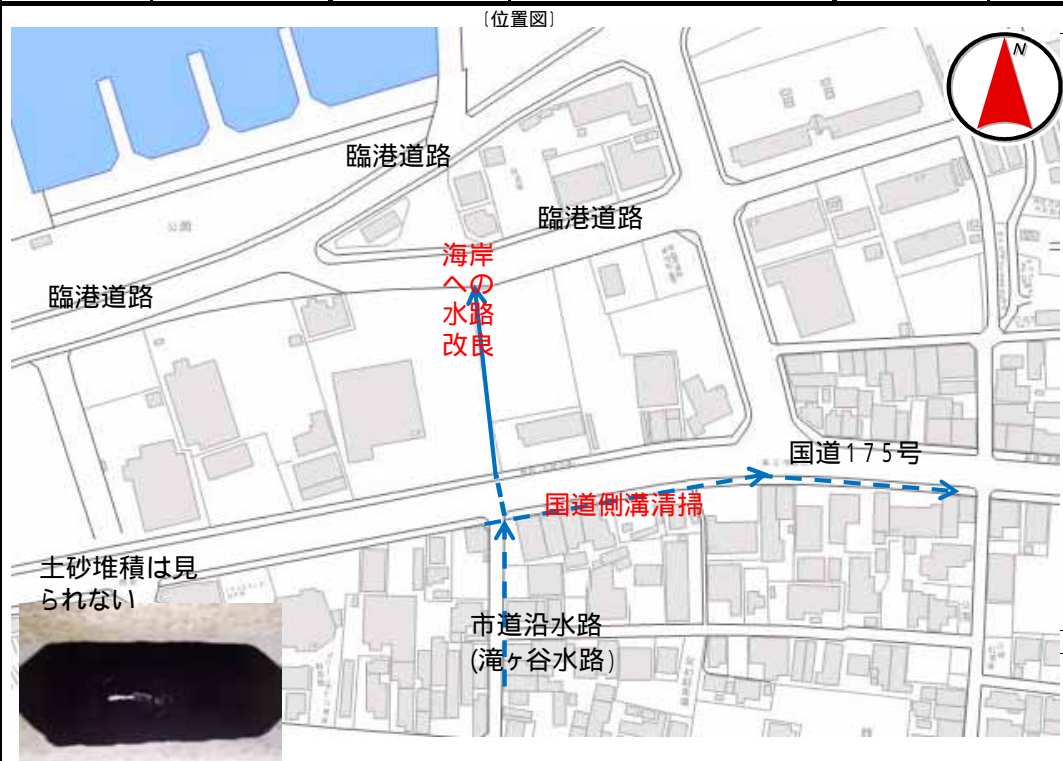 [位置図]
N
臨港道路
臨港道路
公園
臨港道路
海岸
への
水路
改良
国道175号
国道側溝清掃
土砂堆積は見
られない
市道沿水路
(滝ヶ谷水路)